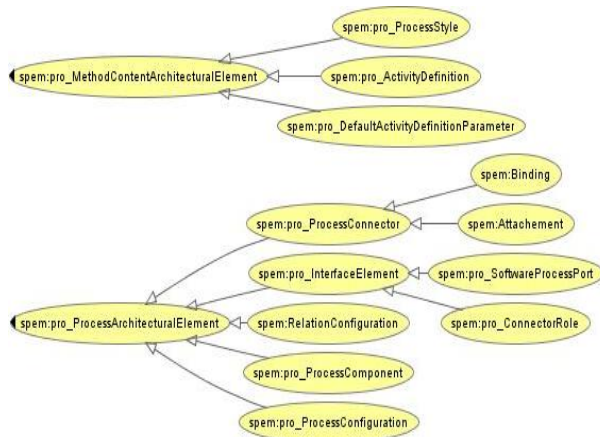 spem:pro_ProcessStyle
spem:pro_MethodContentArchitecturalElement
spem:pro_ActivityDefinition
spem:pro_DefaultActivityDefinitionParameter
spem:Binding
spem:pro_ProcessConnector
spem:Attachement
spem:pro_InterfaceElement
spem:pro_SoftwareProcessPort
spem:pro_ProcessArchitecturalElement
spem:RelationConfiguration
spem:pro_ConnectorRole
spem:pro_ProcessComponent
spem:pro_ProcessConfiguration